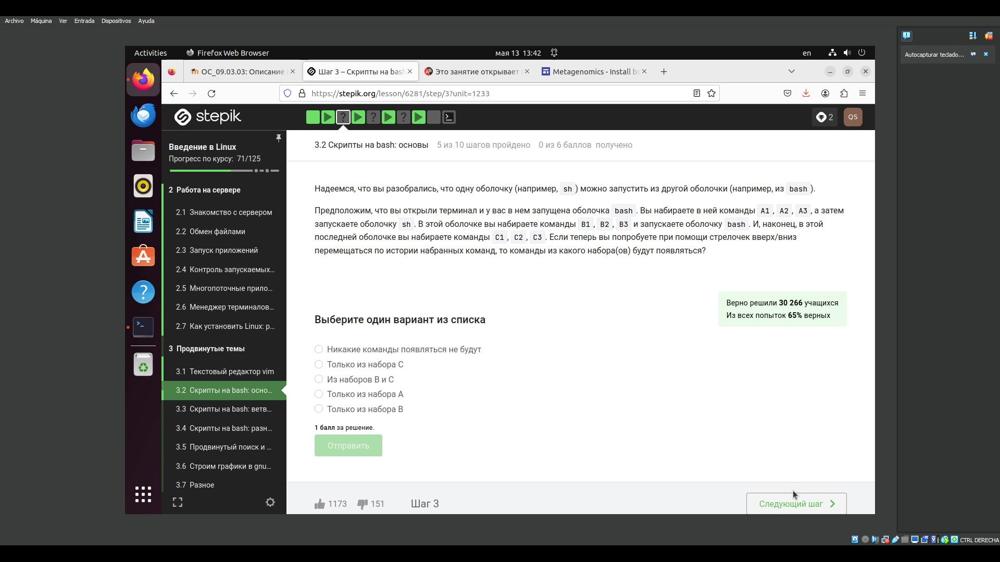 Archivo Máquina Ver Entrada Dispositivos Ayuda
Autocapturar teclado...
Activities Firefox Web Browser мая 13 13:42 en
ОС_09.03.03: Описание
Шаг 3 – Скрипты на bash
Это занятие открывает
Metagenomics - Install bo
https://stepik.org/lesson/6281/step/3?unit=1233
stepik
2 QS
Введение в Linux
Прогресс по курсу: 71/125
2 Работа на сервере
2.1 Знакомство с сервером
2.2 Обмен файлами
2.3 Запуск приложений
2.4 Контроль запускаемых...
2.5 Многопоточные прило...
2.6 Менеджер терминалов...
2.7 Как установить Linux: р...
3 Продвинутые темы
3.1 Текстовый редактор vim
3.2 Скрипты на bash: осно...
3.3 Скрипты на bash: ветв...
3.4 Скрипты на bash: разн...
3.5 Продвинутый поиск и ...
3.6 Строим графики в gnu...
3.7 Разное
3.2 Скрипты на bash: основы 5 из 10 шагов пройдено 0 из 6 баллов получено
Надеемся, что вы разобрались, что одну оболочку (например, sh ) можно запустить из другой оболочки (например, из bash ).
Предположим, что вы открыли терминал и у вас в нем запущена оболочка bash . Вы набираете в ней команды A1 , A2 , A3 , а затем
запускаете оболочку sh . В этой оболочке вы набираете команды B1 , B2 , B3 и запускаете оболочку bash . И, наконец, в этой
последней оболочке вы набираете команды C1 , C2 , C3 . Если теперь вы попробуете при помощи стрелочек вверх/вниз
перемещаться по истории набранных команд, то команды из какого набора(ов) будут появляться?
Верно решили 30 266 учащихся
Из всех попыток 65% верных
Выберите один вариант из списка
Никакие команды появляться не будут
Только из набора C
Из наборов B и C
Только из набора A
Только из набора B
1 балл за решение.
Отправить
1173 151 Шаг 3 Следующий шаг
CTRL DERECHA